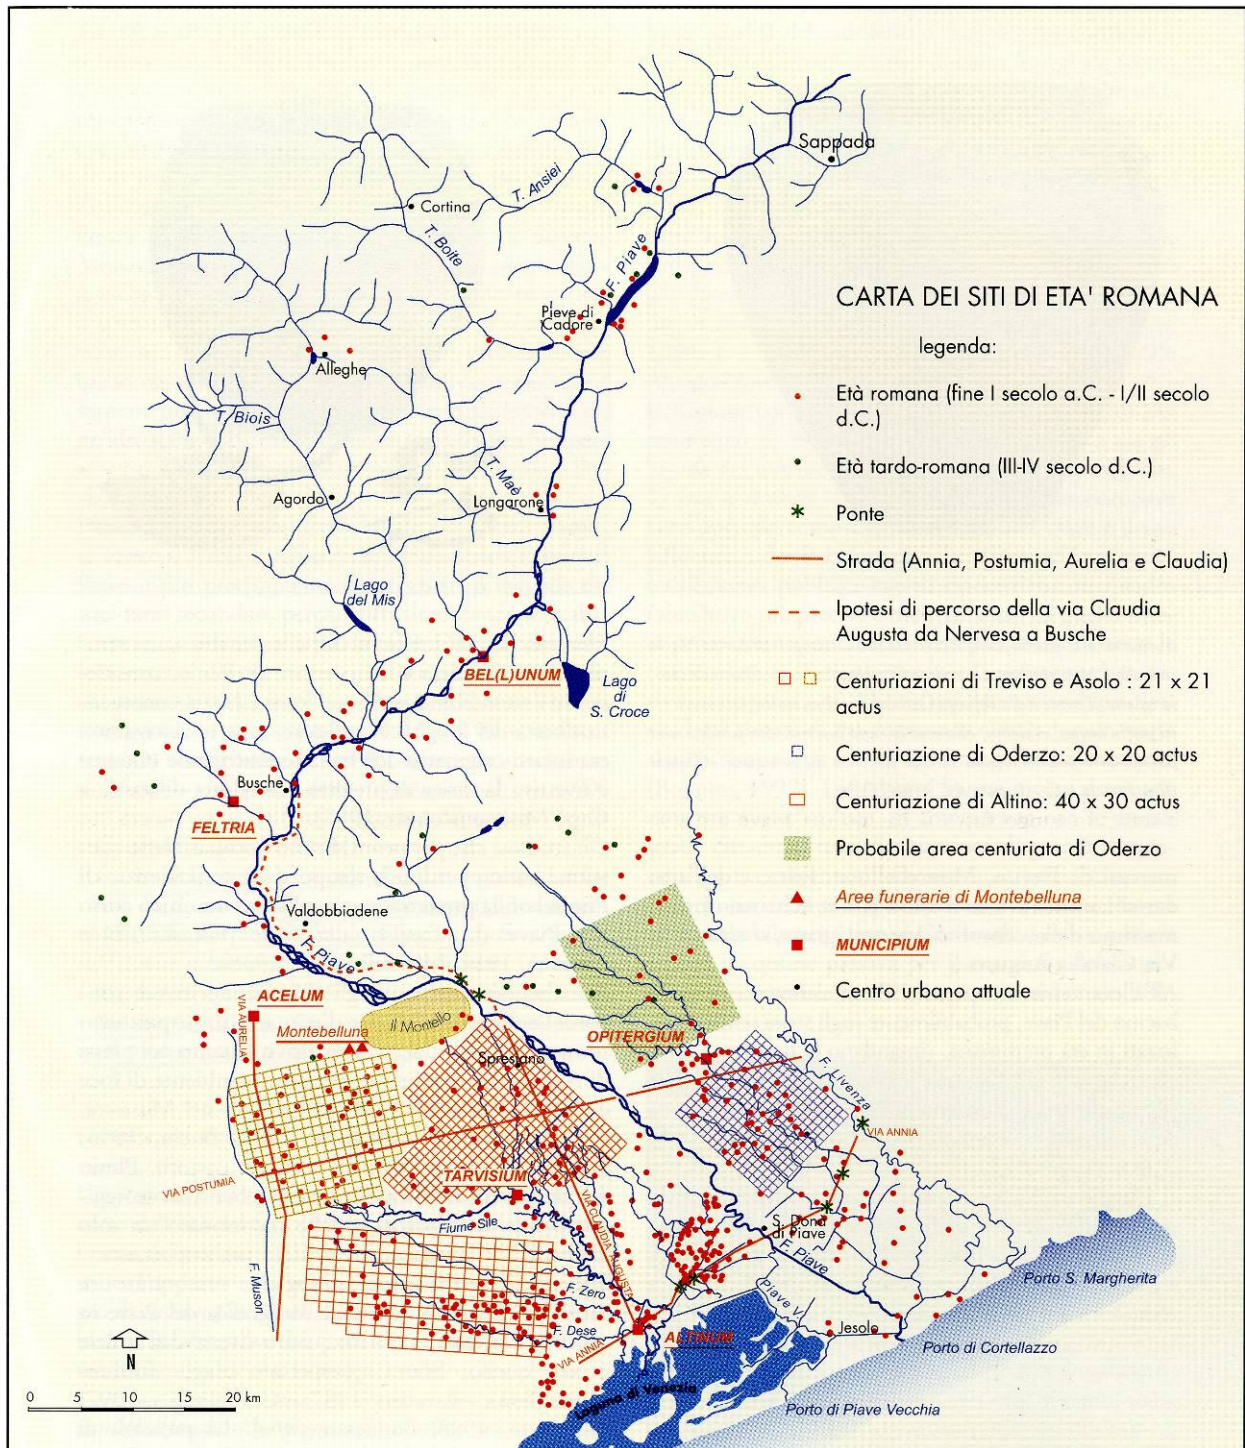 Sappada
T. Ansiei
Cortina
T. Boite
F. Piave
CARTA DEI SITI DI ETA' ROMANA
legenda:
Pieve di
Cadore
Alleghe
Età romana (fine I secolo a.C. - I/II secolo
d.C.)
T. Biois
Età tardo-romana (III-IV secolo d.C.)
T. Maè
Agordo
Longarone
Ponte
Strada (Annia, Postumia, Aurelia e Claudia)
Lago
del Mis
Ipotesi di percorso della via Claudia
Augusta da Nervesa a Busche
BEL(L)UNUM
Lago
di
S. Croce
Centuriazioni di Treviso e Asolo : 21 x 21
actus
Centuriazione di Oderzo: 20 x 20 actus
Busche
Centuriazione di Altino: 40 x 30 actus
FELTRIA
Probabile area centuriata di Oderzo
Aree funerarie di Montebelluna
Valdobbiadene
MUNICIPIUM
F. Piave
Centro urbano attuale
ACELUM
VIA AURELIA
Montebelluna
Il Montello
OPITERGIUM
Spresiano
F. Livenza
VIA ANNIA
TARVISIUM
VIA POSTUMIA
VIA CLAUDIA AUGUSTA
Fiume Sile
S. Donà
di Piave
F. Piave
F. Muson
F. Zero
Piave V.
Porto S. Margherita
F. Dese
ALTINUM
Jesolo
VIA ANNIA
Porto di Cortellazzo
N
Laguna di Venezia
0 5 10 15 20 km
Porto di Piave Vecchia